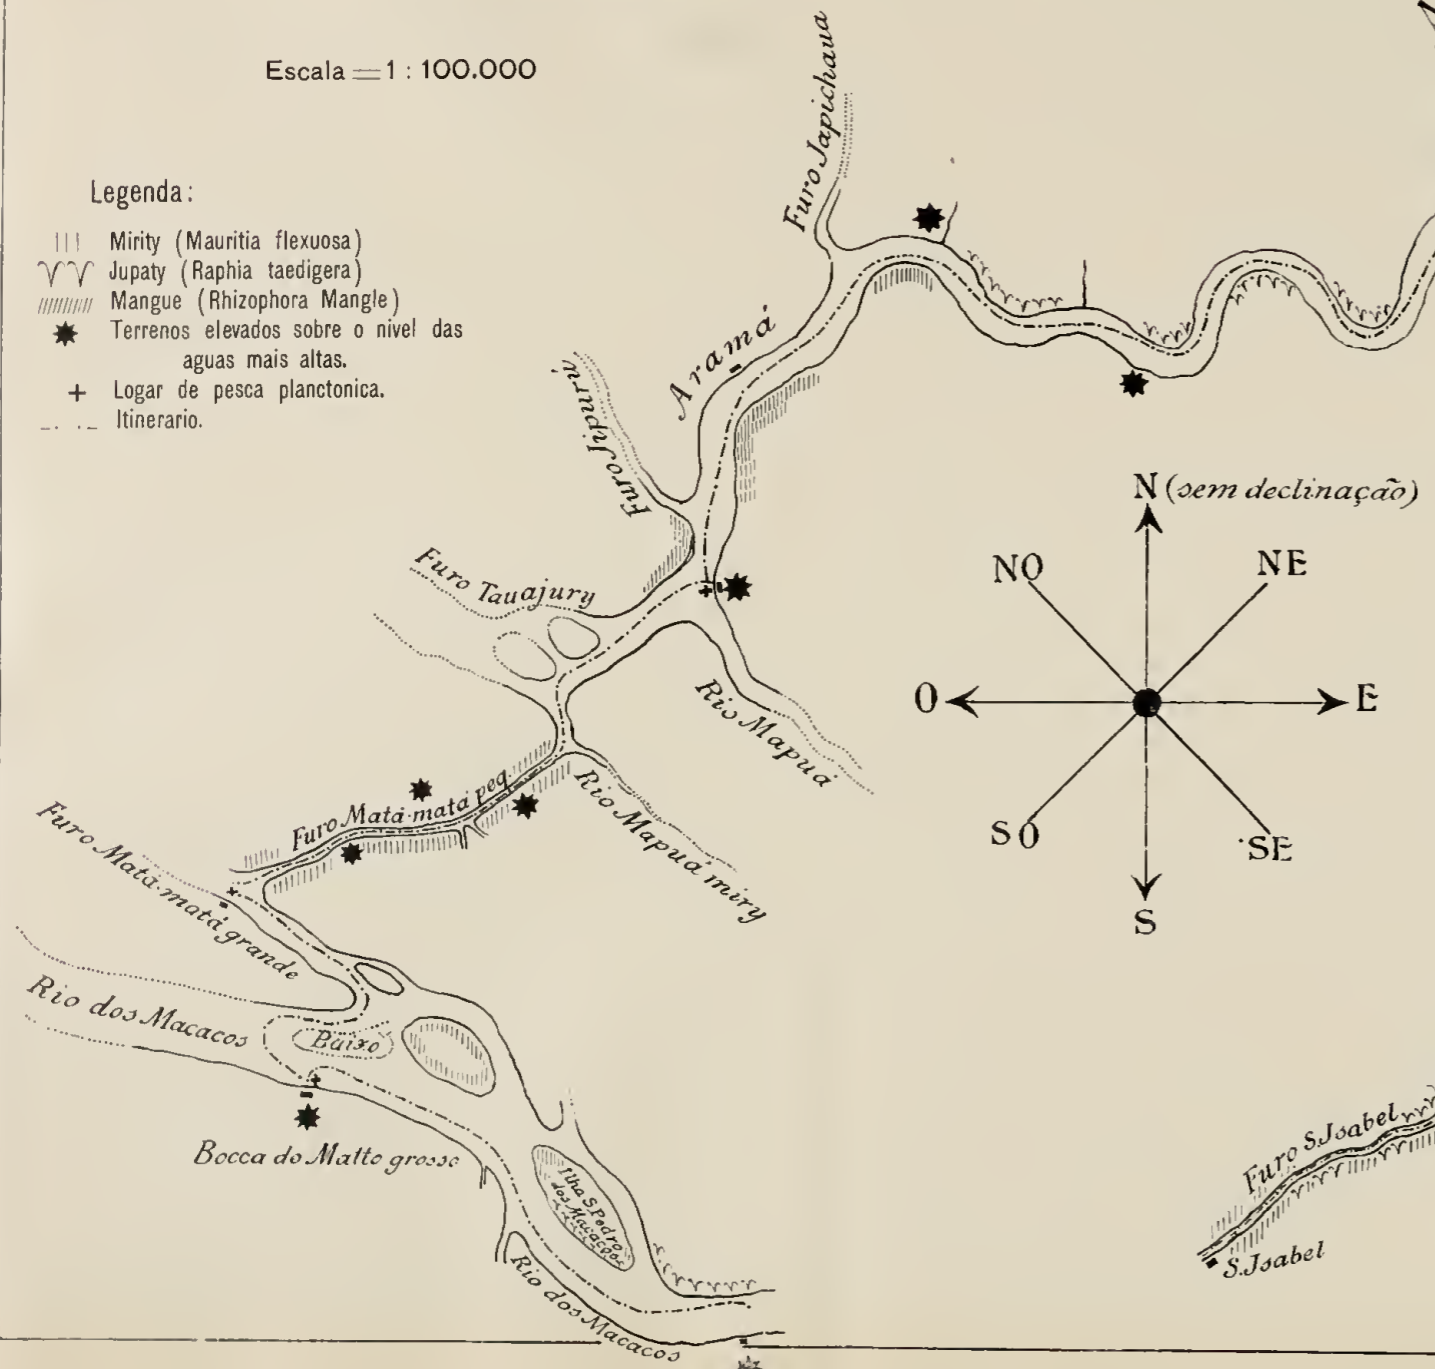 Escala = 1 : 100.000
Legenda:
Mirity (Mauritia flexuosa)
Jupaty (Raphia taedigera)
Mangue (Rhizophora Mangle)
Terrenos elevados sobre o nivel das
aguas mais altas.
Logar de pesca planctonica.
Itinerario.
Furo Japichaua
Aramá
Furo Jipurú
Furo Tauajury
Rio Mapuá
N (sem declinação)
NO
NE
O
E
SO
SE
S
Furo Matá-matá peq.
Rio Mapuá miry
Furo Matá-matá grande
Rio dos Macacos
Baixo
Bocca do Matto grosso
Ilha S. Pedro
dos Macacos
Rio dos Macacos
Furo S. Isabel
S. Isabel